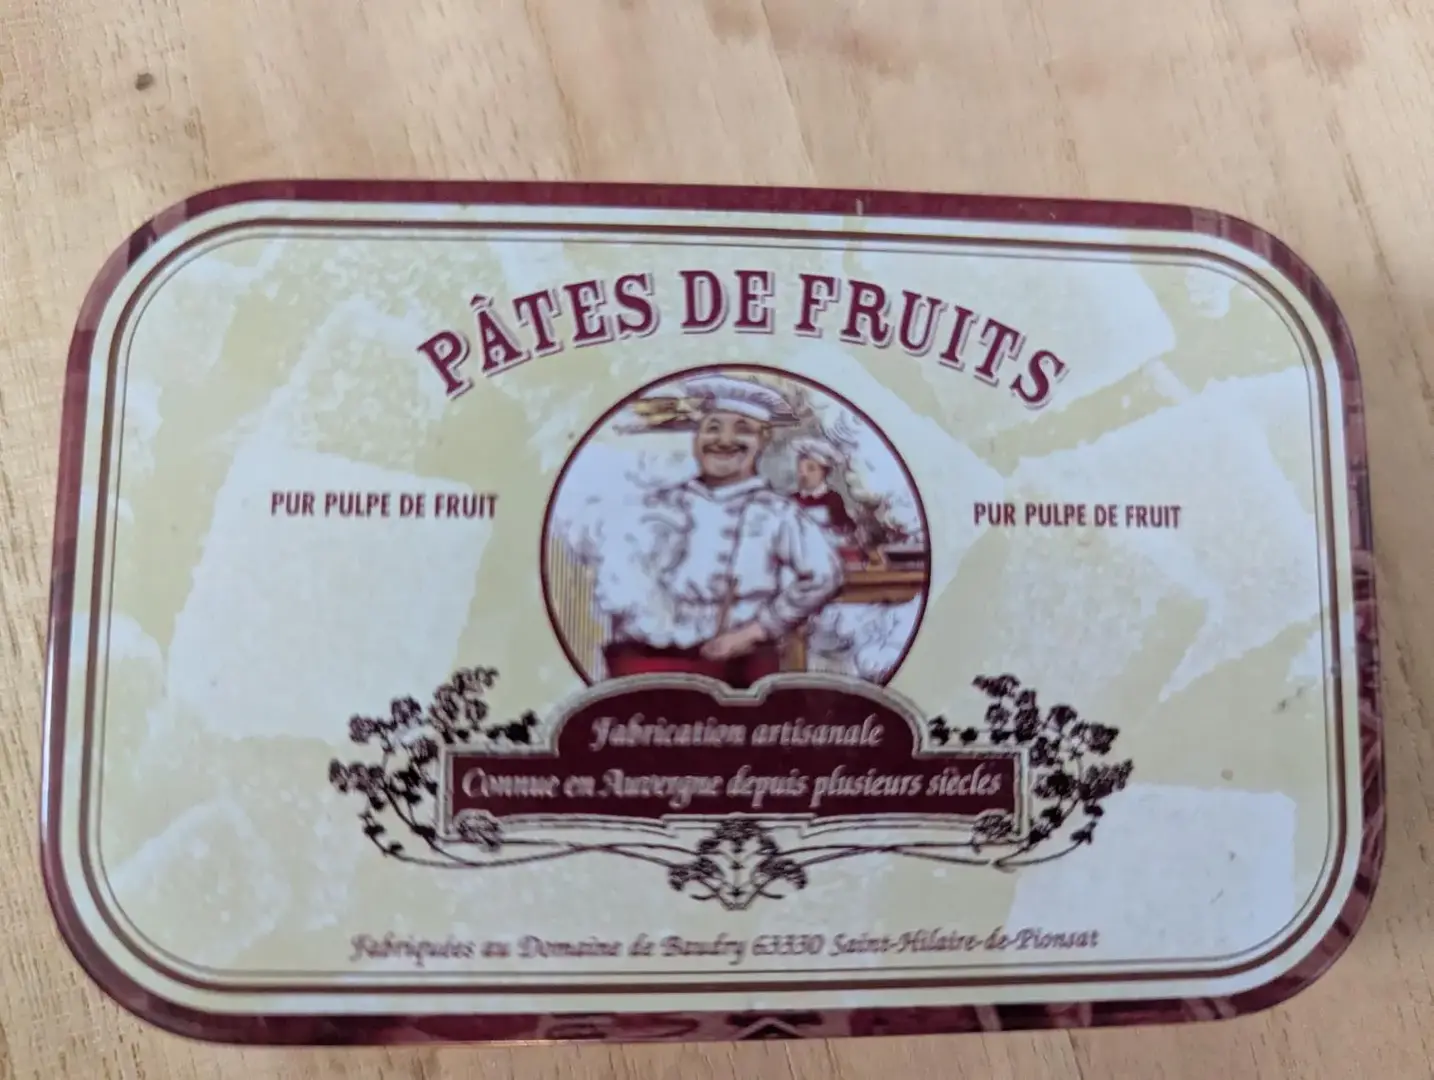 PÂTES DE FRUITS
PUR PULPE DE FRUIT
PUR PULPE DE FRUIT
Fabrication artisanale
Connue en Auvergne depuis plusieurs siècles
Fabriquées au Domaine de Baudry 63330 Saint-Hilaire-de-Pionsat